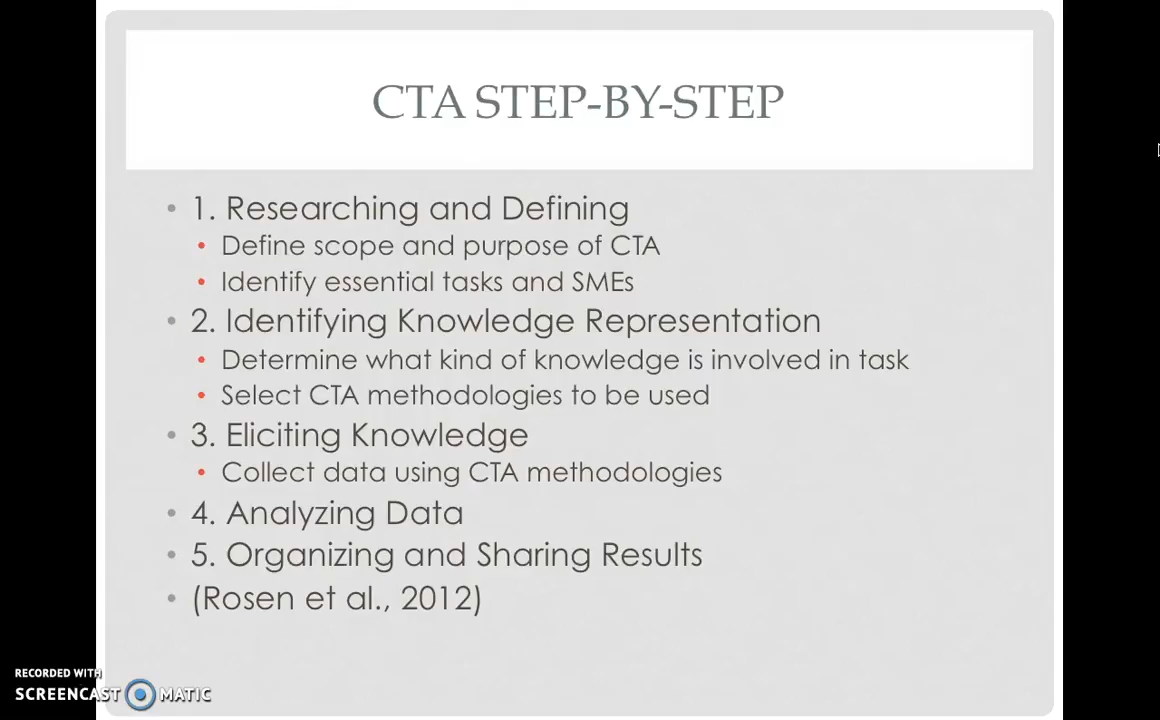 CTA STEP-BY-STEP
• 1. Researching and Defining
• Define scope and purpose of CTA
• Identify essential tasks and SMEs
• 2. Identifying Knowledge Representation
• Determine what kind of knowledge is involved in task
• Select CTA methodologies to be used
• 3. Eliciting Knowledge
• Collect data using CTA methodologies
• 4. Analyzing Data
• 5. Organizing and Sharing Results
• (Rosen et al., 2012)
RECORDED WITH
SCREENCAST MATIC